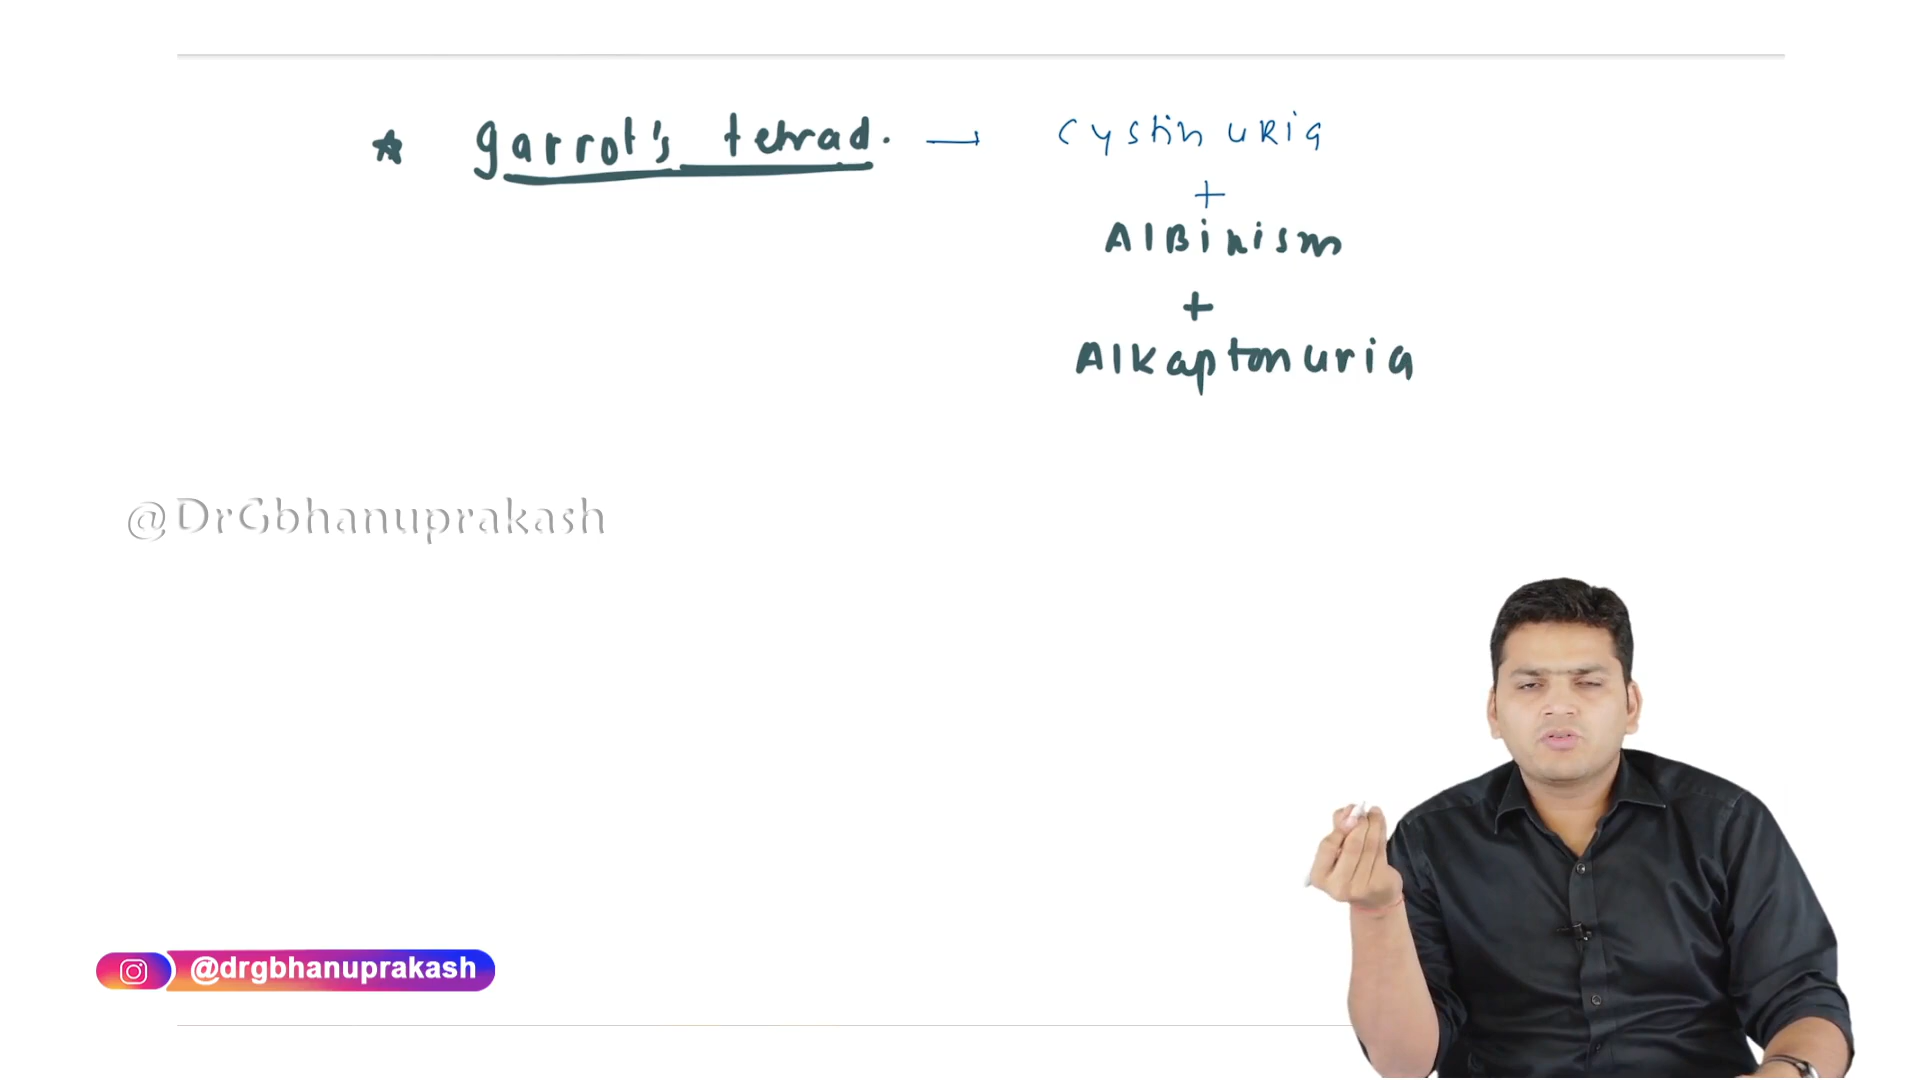 * garrot's tetrad. → cystinuria
+
Albinism
+
Alkaptonuria
@DrGbhanuprakash
@drgbhanuprakash